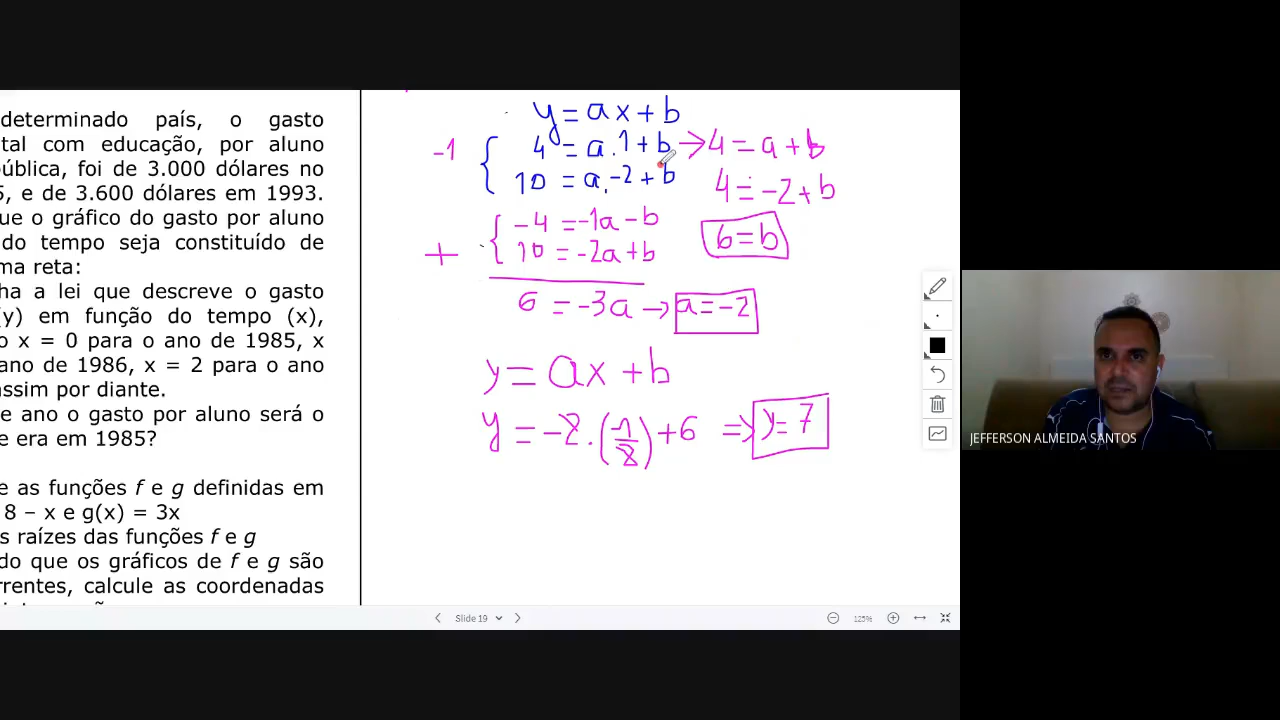 determinado país, o gasto
tal com educação, por aluno
pública, foi de 3.000 dólares no
5, e de 3.600 dólares em 1993.
ue o gráfico do gasto por aluno
do tempo seja constituído de
ma reta:
ha a lei que descreve o gasto
(y) em função do tempo (x),
o x = 0 para o ano de 1985, x
ano de 1986, x = 2 para o ano
assim por diante.
e ano o gasto por aluno será o
e era em 1985?
e as funções f e g definidas em
8 – x e g(x) = 3x
s raízes das funções f e g
do que os gráficos de f e g são
rrentes, calcule as coordenadas
y = ax + b
-1 { 4 = a.1 + b → 4 = a + b
10 = a.-2 + b
4 = -2 + b
+ { -4 = -1a - b
10 = -2a + b
6 = b
6 = -3a → a = -2
y = ax + b
y = -2.(-1/2) + 6 ⇒ y = 7
Slide 19
125%
JEFFERSON ALMEIDA SANTOS